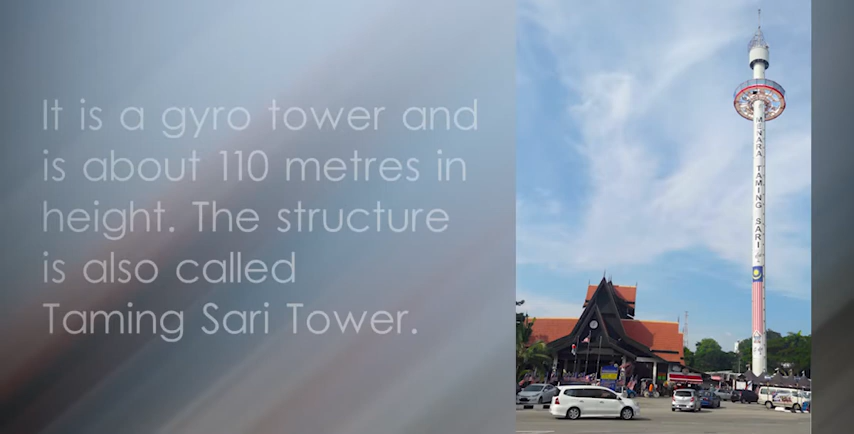 It is a gyro tower and
is about 110 metres in
height. The structure
is also called
Taming Sari Tower.
MENARA TAMING SARI